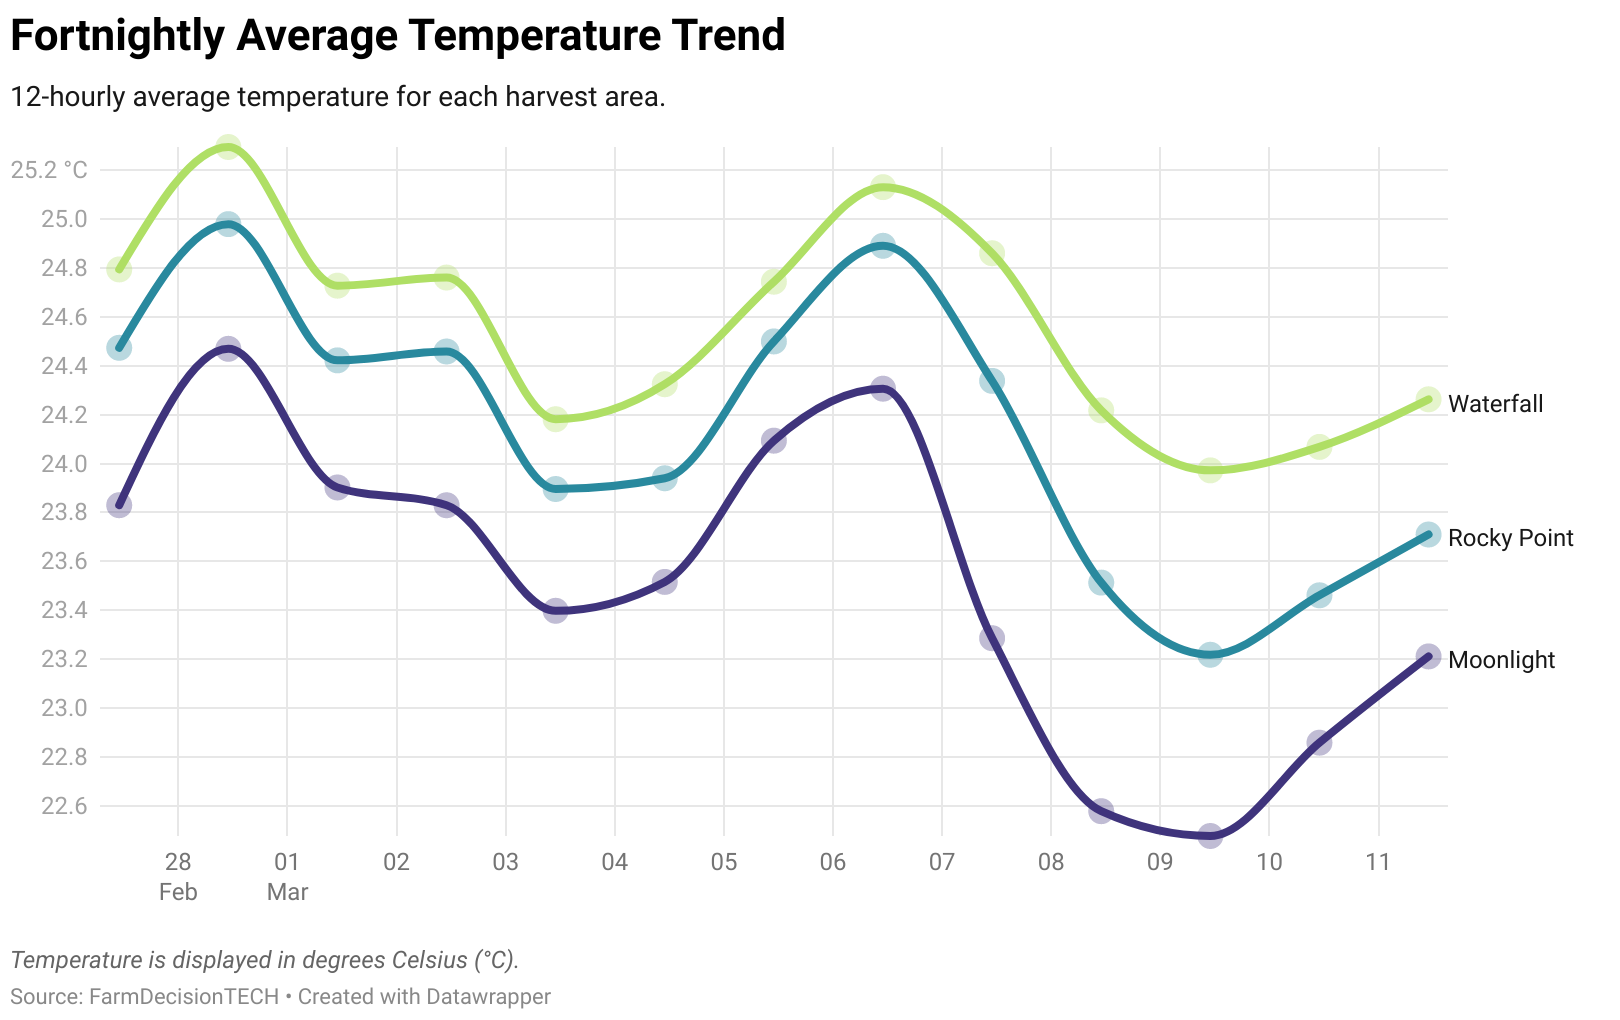 Fortnightly Average Temperature Trend
12-hourly average temperature for each harvest area.
25.2 °C
25.0
24.8
24.6
24.4
24.2
24.0
23.8
23.6
23.4
23.2
23.0
22.8
22.6
Waterfall
Rocky Point
Moonlight
28 01 02 03 04 05 06 07 08 09 10 11
Feb Mar
Temperature is displayed in degrees Celsius (°C).
Source: FarmDecisionTECH • Created with Datawrapper